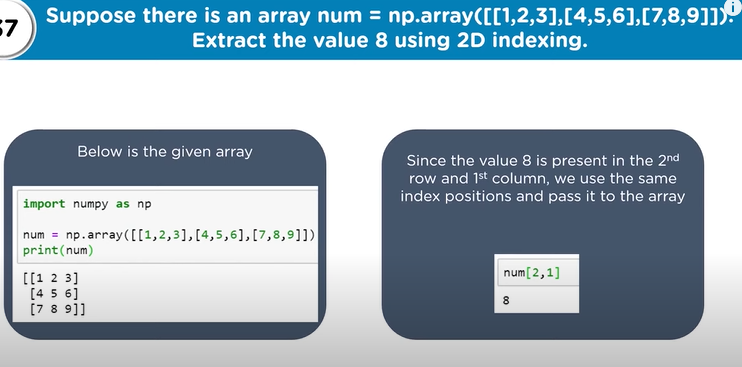 37
Suppose there is an array num = np.array([[1,2,3],[4,5,6],[7,8,9]]).
Extract the value 8 using 2D indexing.
i
Below is the given array
import numpy as np
num = np.array([[1,2,3],[4,5,6],[7,8,9]])
print(num)
[[1 2 3]
[4 5 6]
[7 8 9]]
Since the value 8 is present in the 2nd
row and 1st column, we use the same
index positions and pass it to the array
num[2,1]
8